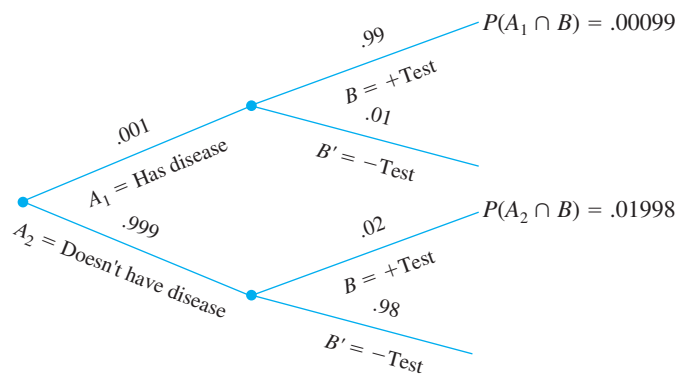 .99
P(A₁ ∩ B) = .00099
B = +Test
.001
.01
A₁ = Has disease
B′ = −Test
.999
A₂ = Doesn't have disease
.02
P(A₂ ∩ B) = .01998
B = +Test
.98
B′ = −Test